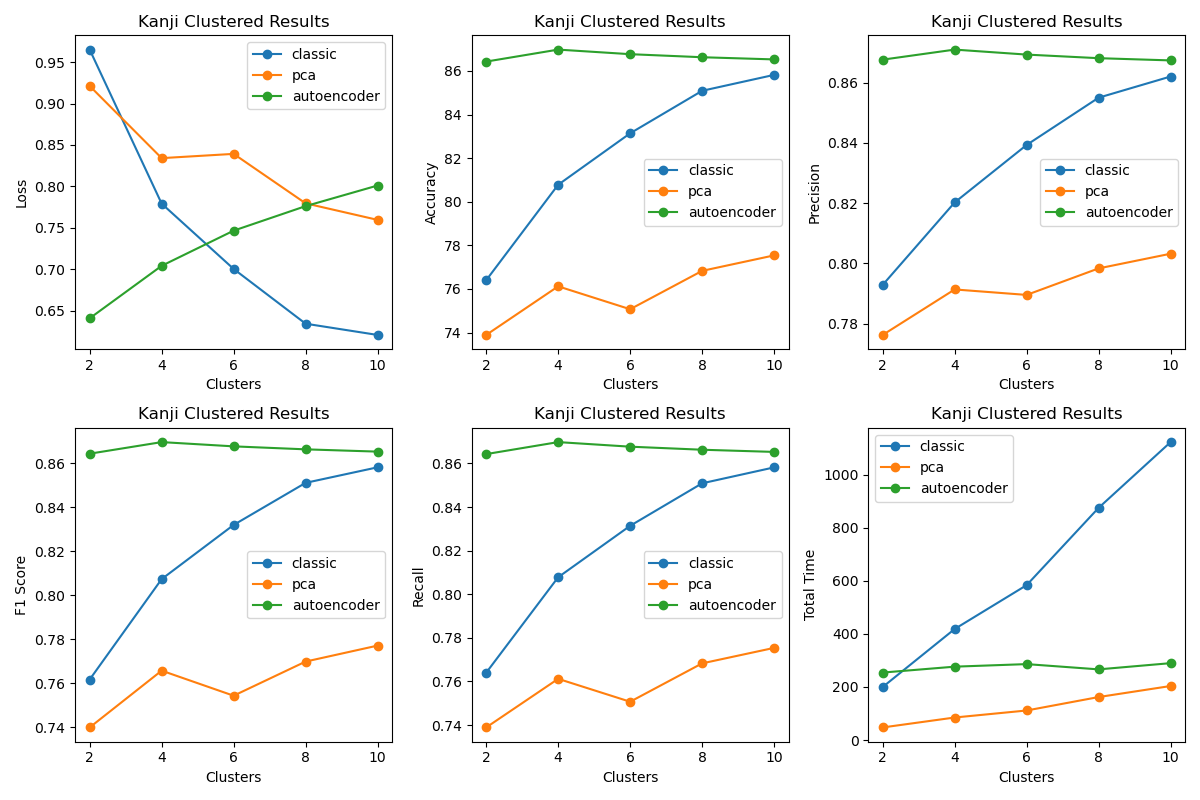 Kanji Clustered Results
0.95
0.90
0.85
0.80
0.75
0.70
0.65
Loss
classic
pca
autoencoder
2 4 6 8 10
Clusters
Kanji Clustered Results
86
84
82
80
78
76
74
Accuracy
classic
pca
autoencoder
2 4 6 8 10
Clusters
Kanji Clustered Results
0.86
0.84
0.82
0.80
0.78
Precision
classic
pca
autoencoder
2 4 6 8 10
Clusters
Kanji Clustered Results
0.86
0.84
0.82
0.80
0.78
0.76
0.74
F1 Score
classic
pca
autoencoder
2 4 6 8 10
Clusters
Kanji Clustered Results
0.86
0.84
0.82
0.80
0.78
0.76
0.74
Recall
classic
pca
autoencoder
2 4 6 8 10
Clusters
Kanji Clustered Results
1000
800
600
400
200
0
Total Time
classic
pca
autoencoder
2 4 6 8 10
Clusters